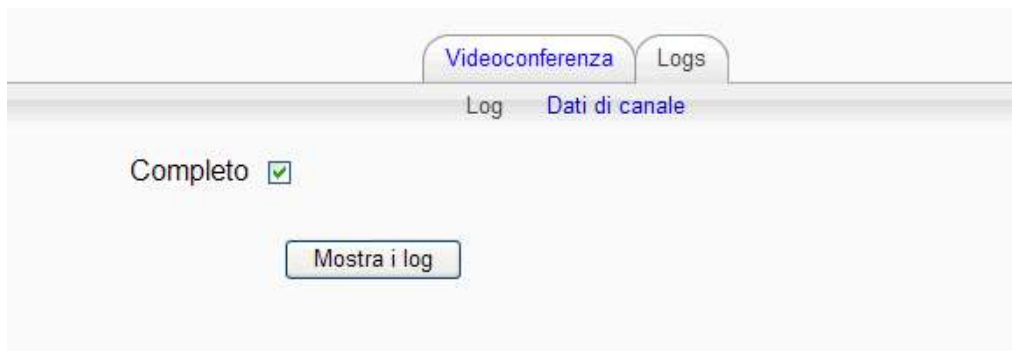 Videoconferenza Logs
Log Dati di canale
Completo
Mostra i log